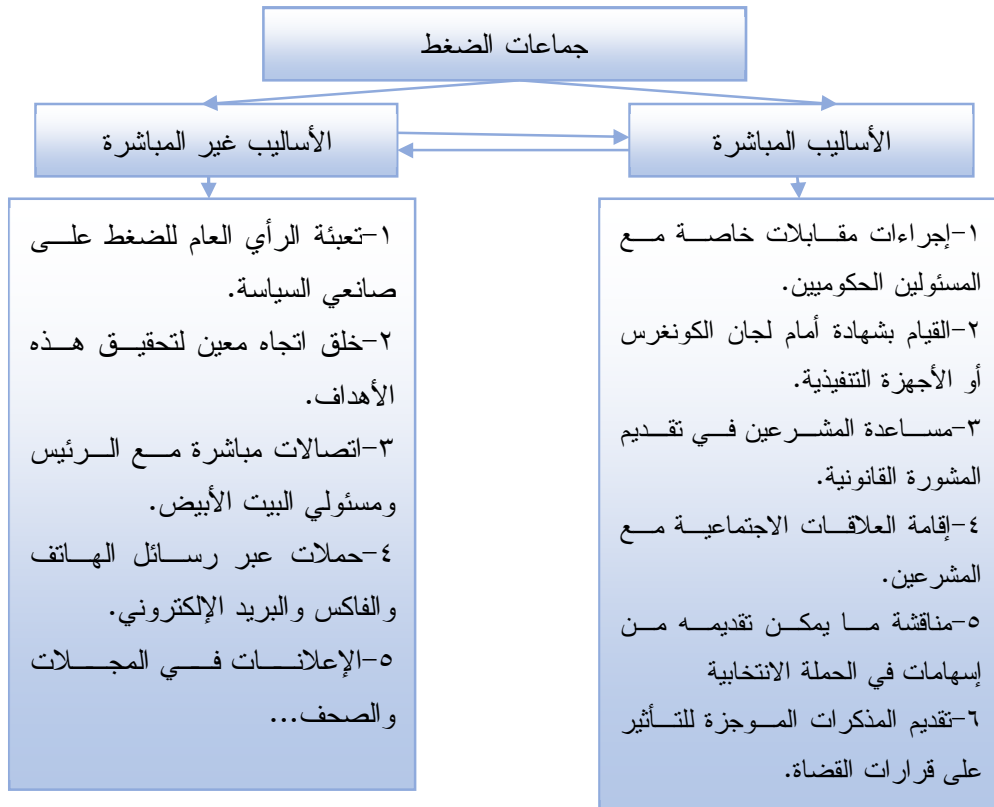 جماعات الضغط
الأساليب المباشرة
الأساليب غير المباشرة
١-إجراءات مقابلات خاصة مع
المسئولين الحكوميين.
٢-القيام بشهادة أمام لجان الكونغرس
أو الأجهزة التنفيذية.
٣-مساعدة المشرعين في تقديم
المشورة القانونية.
٤-إقامة العلاقات الاجتماعية مع
المشرعين.
٥-مناقشة ما يمكن تقديمه من
إسهامات في الحملة الانتخابية
٦-تقديم المذكرات الموجزة للتأثير
على قرارات القضاة.
١-تعبئة الرأي العام للضغط على
صانعي السياسة.
٢-خلق اتجاه معين لتحقيق هذه
الأهداف.
٣-اتصالات مباشرة مع الرئيس
ومسئولي البيت الأبيض.
٤-حملات عبر رسائل الهاتف
والفاكس والبريد الإلكتروني.
٥-الإعلانات في المجلات
والصحف...